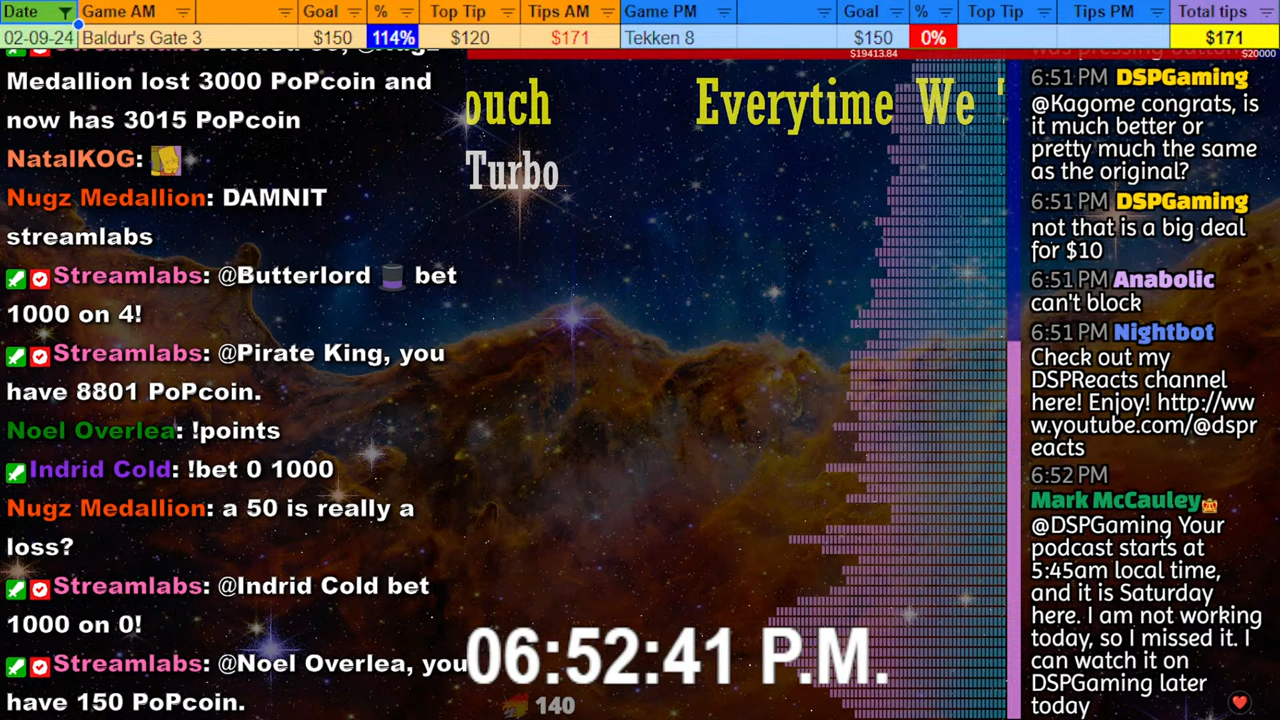 Date Game AM Goal % Top Tip Tips AM Game PM Goal % Top Tip Tips PM Total tips
02-09-24 Baldur's Gate 3 $150 114% $120 $171 Tekken 8 $150 0% $171
$19413.84 $20000
Medallion lost 3000 PoPcoin and
now has 3015 PoPcoin
NatalKOG:
Nugz Medallion: DAMNIT
streamlabs
Streamlabs: @Butterlord bet
1000 on 4!
Streamlabs: @Pirate King, you
have 8801 PoPcoin.
Noel Overlea: !points
Indrid Cold: !bet 0 1000
Nugz Medallion: a 50 is really a
loss?
Streamlabs: @Indrid Cold bet
1000 on 0!
Streamlabs: @Noel Overlea, you
have 150 PoPcoin.
ouch Everytime We
Turbo
06:52:41 P.M.
140
was pressing button
6:51 PM DSPGaming
@Kagome congrats, is
it much better or
pretty much the same
as the original?
6:51 PM DSPGaming
not that is a big deal
for $10
6:51 PM Anabolic
can't block
6:51 PM Nightbot
Check out my
DSPReacts channel
here! Enjoy! http://ww
w.youtube.com/@dspr
eacts
6:52 PM
Mark McCauley
@DSPGaming Your
podcast starts at
5:45am local time,
and it is Saturday
here. I am not working
today, so I missed it. I
can watch it on
DSPGaming later
today